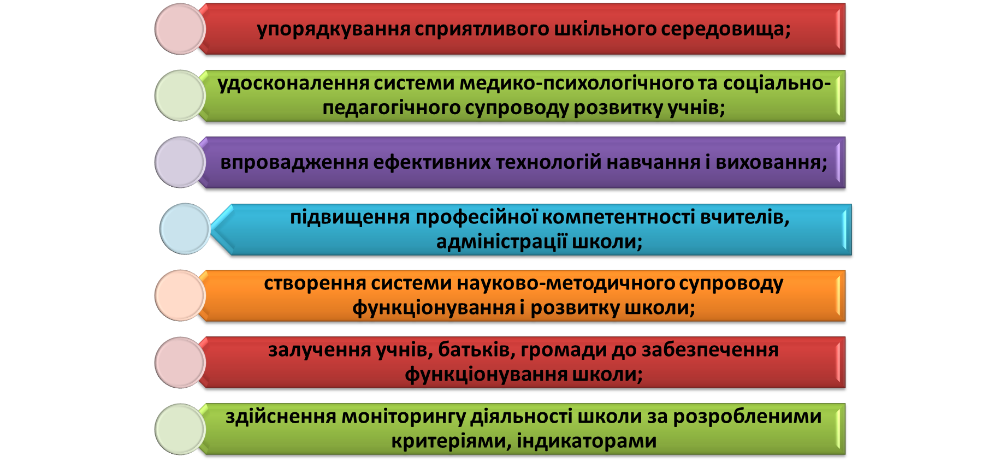 упорядкування сприятливого шкільного середовища;
удосконалення системи медико-психологічного та соціально-
педагогічного супроводу розвитку учнів;
впровадження ефективних технологій навчання і виховання;
підвищення професійної компетентності вчителів,
адміністрації школи;
створення системи науково-методичного супроводу
функціонування і розвитку школи;
залучення учнів, батьків, громади до забезпечення
функціонування школи;
здійснення моніторингу діяльності школи за розробленими
критеріями, індикаторами